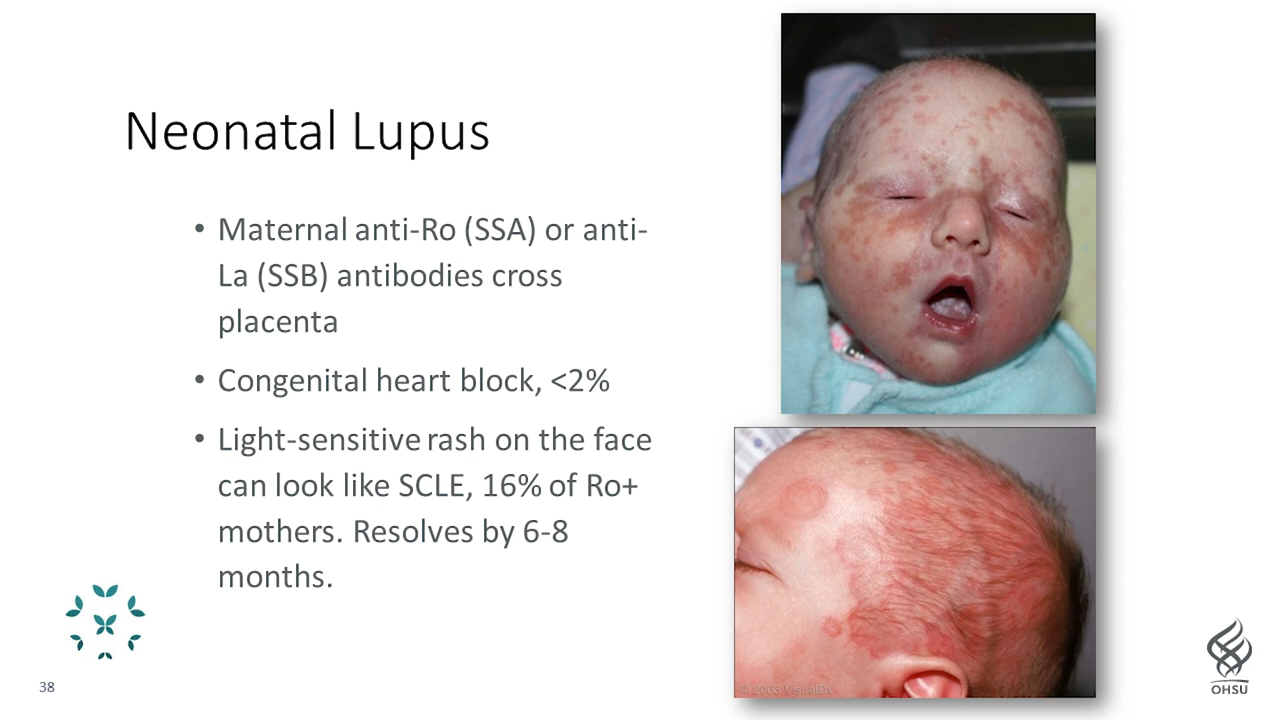 Neonatal Lupus
• Maternal anti-Ro (SSA) or anti-
La (SSB) antibodies cross
placenta
• Congenital heart block, <2%
• Light-sensitive rash on the face
can look like SCLE, 16% of Ro+
mothers. Resolves by 6-8
months.
© 2003 VisualDx
38
OHSU